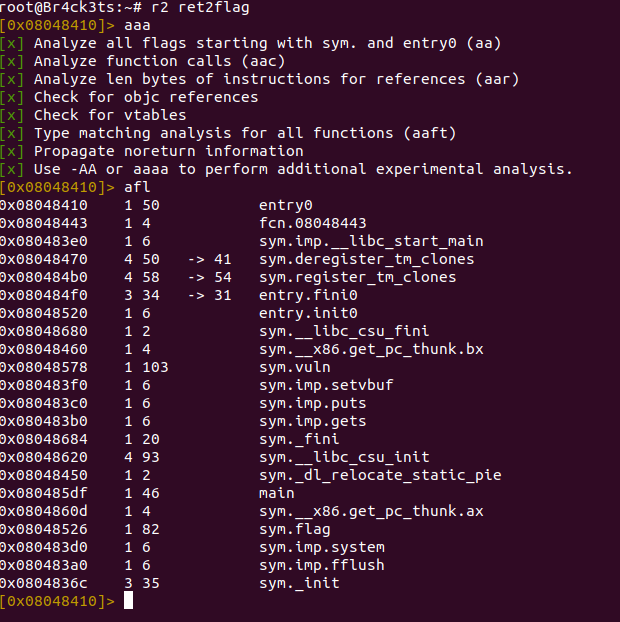 root@Br4ck3ts:~# r2 ret2flag
[0x08048410]> aaa
[x] Analyze all flags starting with sym. and entry0 (aa)
[x] Analyze function calls (aac)
[x] Analyze len bytes of instructions for references (aar)
[x] Check for objc references
[x] Check for vtables
[x] Type matching analysis for all functions (aaft)
[x] Propagate noreturn information
[x] Use -AA or aaaa to perform additional experimental analysis.
[0x08048410]> afl
0x08048410    1 50           entry0
0x08048443    1 4            fcn.08048443
0x080483e0    1 6            sym.imp.__libc_start_main
0x08048470    4 50   -> 41   sym.deregister_tm_clones
0x080484b0    4 58   -> 54   sym.register_tm_clones
0x080484f0    3 34   -> 31   entry.fini0
0x08048520    1 6            entry.init0
0x08048680    1 2            sym.__libc_csu_fini
0x08048460    1 4            sym.__x86.get_pc_thunk.bx
0x08048578    1 103          sym.vuln
0x080483f0    1 6            sym.imp.setvbuf
0x080483c0    1 6            sym.imp.puts
0x080483b0    1 6            sym.imp.gets
0x08048684    1 20           sym._fini
0x08048620    4 93           sym.__libc_csu_init
0x08048450    1 2            sym._dl_relocate_static_pie
0x080485df    1 46           main
0x0804860d    1 4            sym.__x86.get_pc_thunk.ax
0x08048526    1 82           sym.flag
0x080483d0    1 6            sym.imp.system
0x080483a0    1 6            sym.imp.fflush
0x0804836c    3 35           sym._init
[0x08048410]>